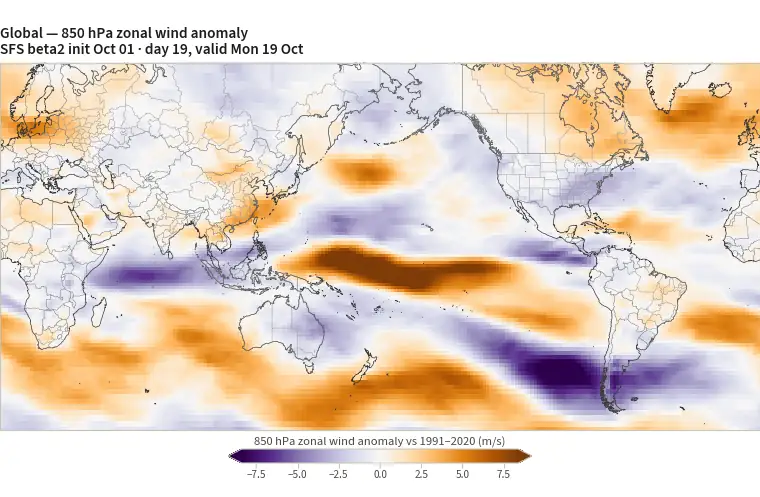 Global — 850 hPa zonal wind anomaly
SFS beta2 init Oct 01 · day 19, valid Mon 19 Oct
850 hPa zonal wind anomaly vs 1991–2020 (m/s)
−7.5 −5.0 −2.5 0.0 2.5 5.0 7.5